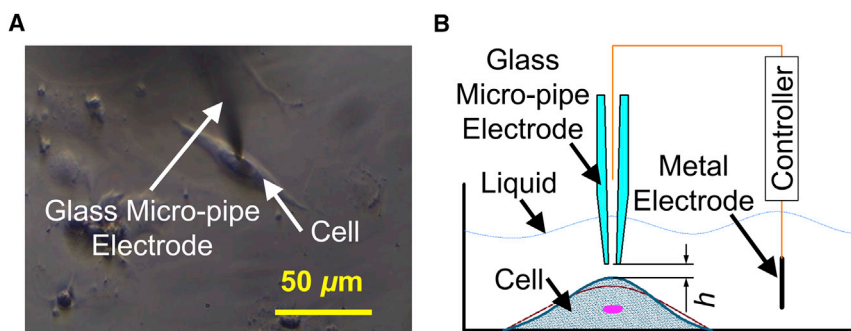 A
Glass Micro-pipe
Electrode
Cell
50 µm
B
Glass
Micro-pipe
Electrode
Liquid
Cell
Metal
Electrode
Controller
h